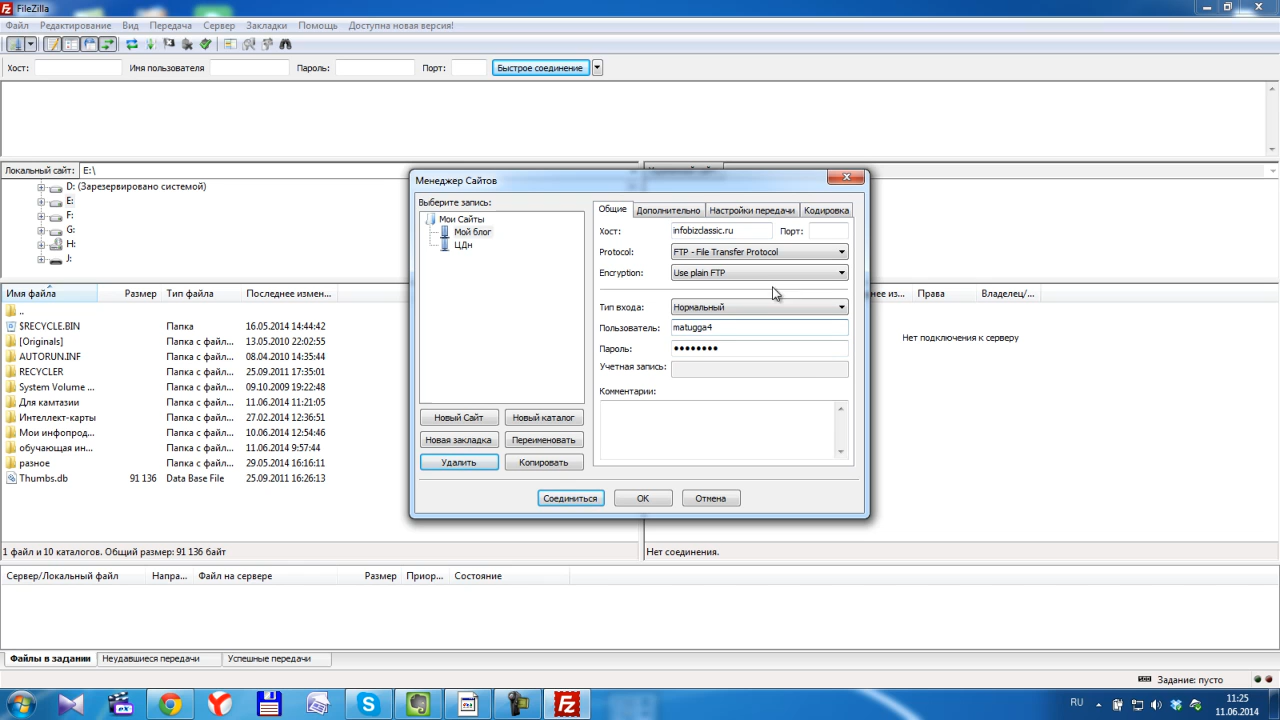 FileZilla
Файл Редактирование Вид Передача Сервер Закладки Помощь Доступна новая версия!
Хост: Имя пользователя Пароль: Порт: Быстрое соединение
Локальный сайт: E:\
D: (Зарезервировано системой)
E:
F:
G:
H:
J:
Имя файла Размер Тип файла Последнее измен...
..
$RECYCLE.BIN Папка 16.05.2014 14:44:42
[Originals] Папка с файл... 13.05.2010 22:02:55
AUTORUN.INF Папка с файл... 08.04.2010 14:35:44
RECYCLER Папка с файл... 25.09.2011 17:35:01
System Volume ... Папка с файл... 09.10.2009 19:22:48
Для камтазии Папка с файл... 11.06.2014 11:21:05
Интеллект-карты Папка с файл... 27.02.2014 12:36:51
Мои инфопрод... Папка с файл... 10.06.2014 12:54:46
обучающая ин... Папка с файл... 11.06.2014 9:57:44
разное Папка с файл... 29.05.2014 16:16:11
Thumbs.db 91 136 Data Base File 25.09.2011 16:26:13
1 файл и 10 каталогов. Общий размер: 91 136 байт
Менеджер Сайтов
Выберите запись:
Мои Сайты
Мой блог
ЦДн
Новый Сайт Новый каталог
Новая закладка Переименовать
Удалить Копировать
Общие Дополнительно Настройки передачи Кодировка
Хост: infobizclassic.ru Порт:
Protocol: FTP - File Transfer Protocol
Encryption: Use plain FTP
Тип входа: Нормальный
Пользователь: matugga4
Пароль: ••••••••
Учетная запись:
Комментарии:
Соединиться OK Отмена
нее из... Права Владелец/...
Нет подключения к серверу
Нет соединения.
Сервер/Локальный файл Напра... Файл на сервере Размер Приор... Состояние
Файлы в задании Неудавшиеся передачи Успешные передачи
Задание: пусто
RU 11:25
11.06.2014